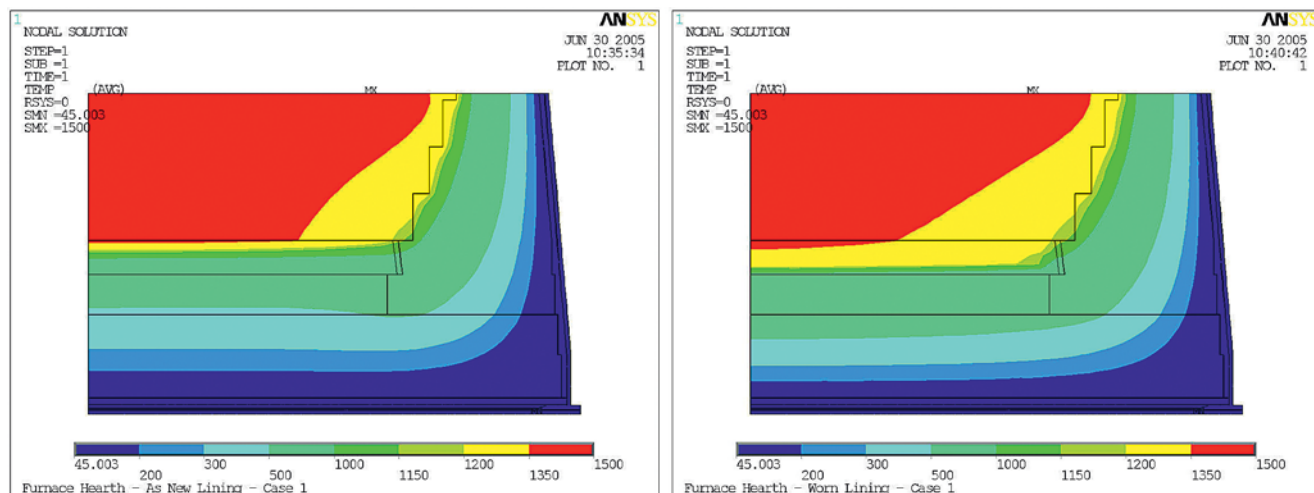 1
ANSYS
NODAL SOLUTION
JUN 30 2005
STEP=1
10:35:34
SUB =1
PLOT NO. 1
TIME=1
TEMP (AVG)
MX
RSYS=0
SMN =45.003
SMX =1500
45.003 200 300 500 1000 1150 1200 1350 1500
Furnace Hearth - As New Lining - Case 1
1
ANSYS
NODAL SOLUTION
JUN 30 2005
STEP=1
10:40:42
SUB =1
PLOT NO. 1
TIME=1
TEMP (AVG)
MX
RSYS=0
SMN =45.003
SMX =1500
45.003 200 300 500 1000 1150 1200 1350 1500
Furnace Hearth - Worn Lining - Case 1